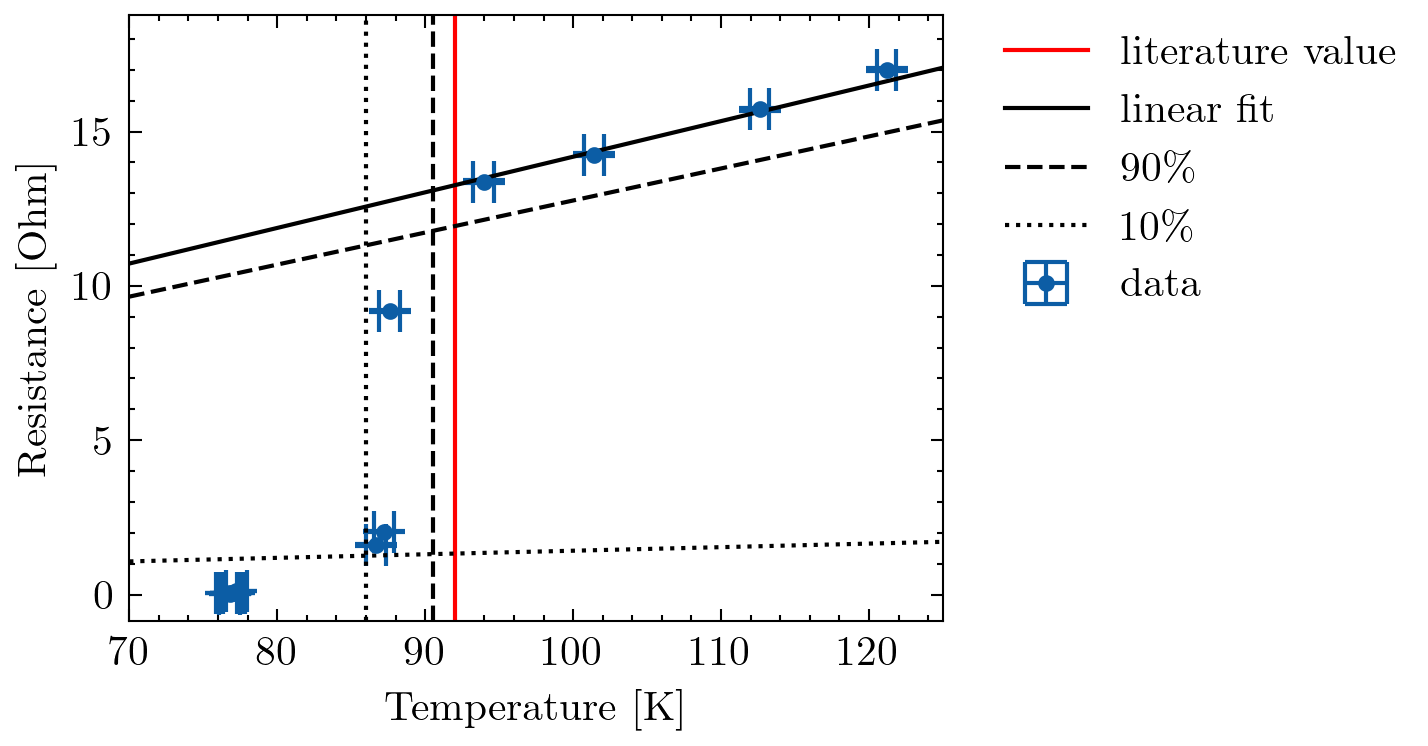 literature value
linear fit
90%
10%
data
15
10
5
0
Resistance [Ohm]
70 80 90 100 110 120
Temperature [K]